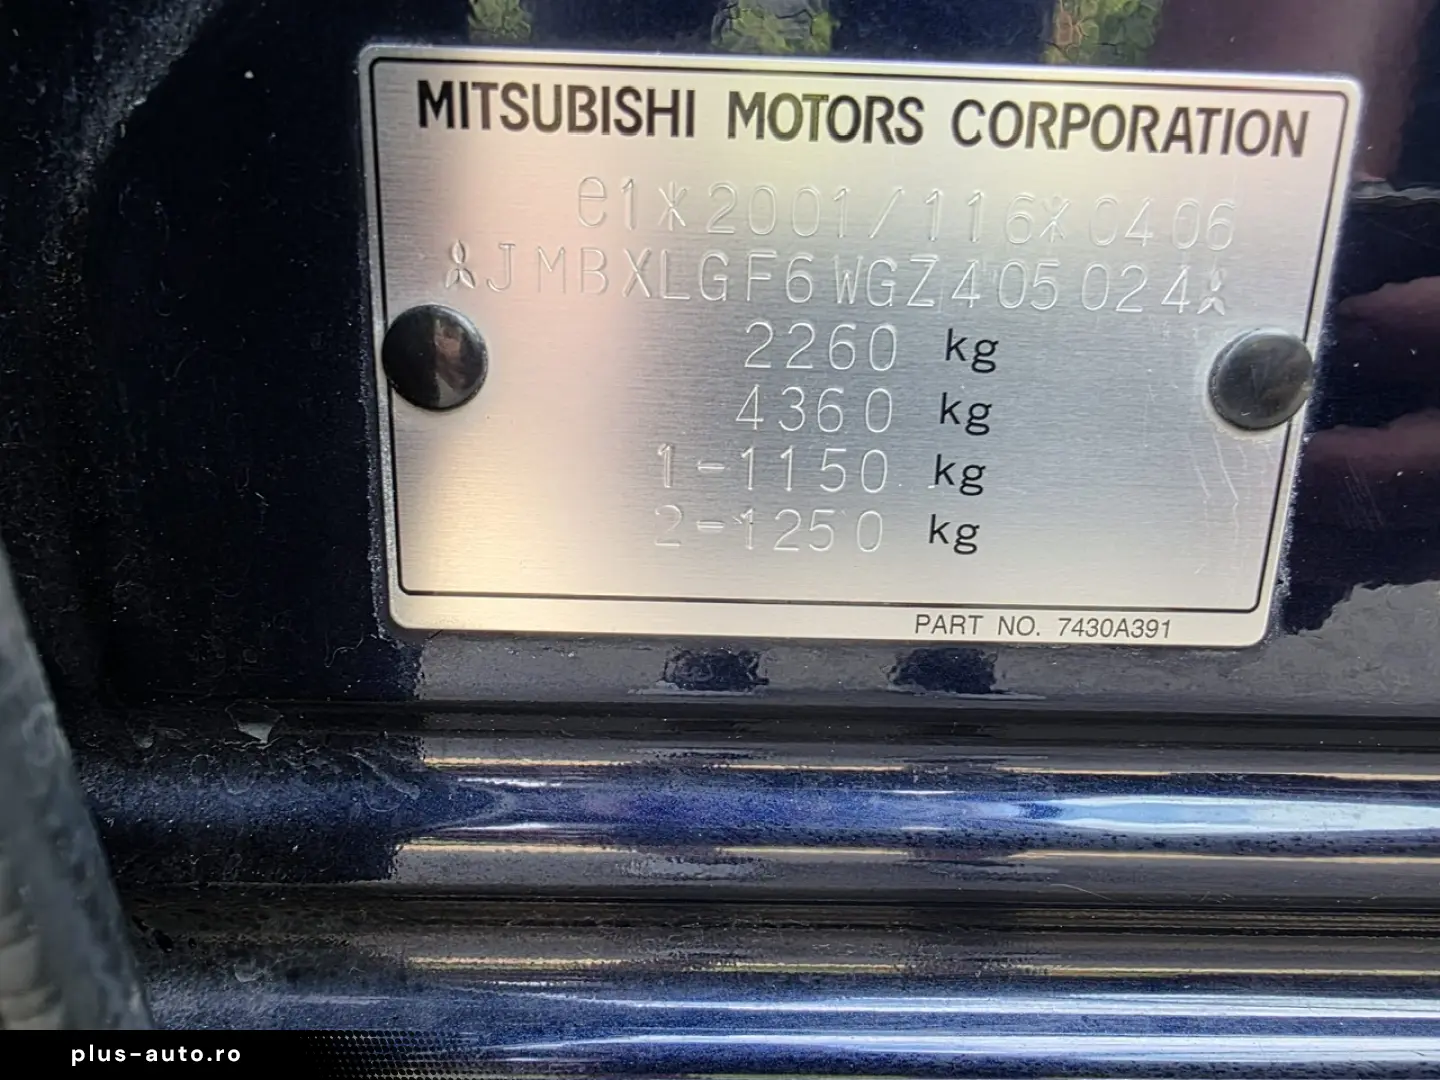 MITSUBISHI MOTORS CORPORATION
e1*2001/116*0406
JMBXLGF6WGZ405024
2260 kg
4360 kg
1-1150 kg
2-1250 kg
PART NO. 7430A391
plus-auto.ro